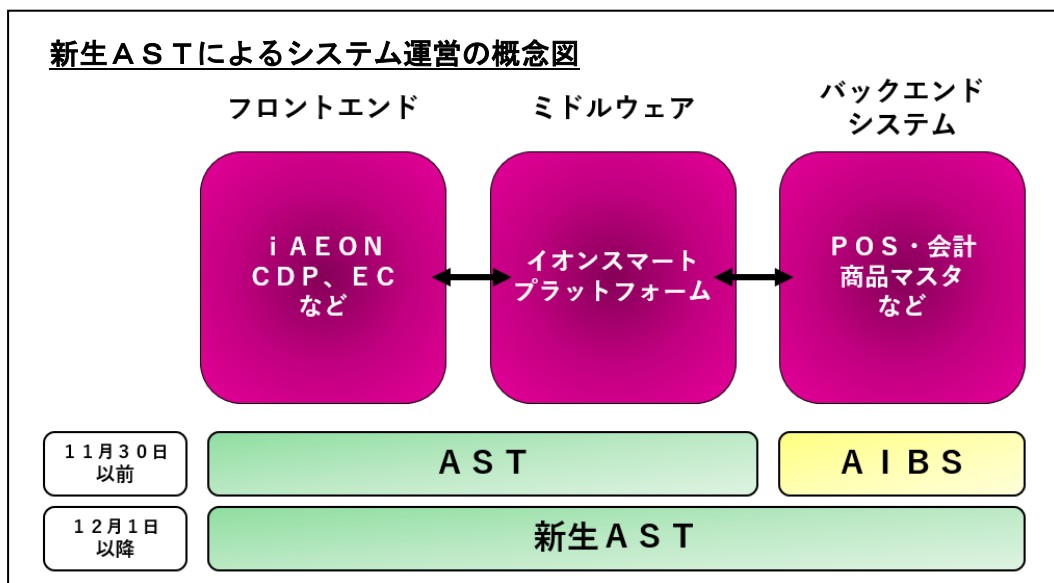 新生ＡＳＴによるシステム運営の概念図
フロントエンド
ミドルウェア
バックエンド
システム
ｉＡＥＯＮ
ＣＤＰ、ＥＣ
など
イオンスマート
プラットフォーム
ＰＯＳ・会計
商品マスタ
など
１１月３０日
以前
ＡＳＴ
ＡＩＢＳ
１２月１日
以降
新生ＡＳＴ